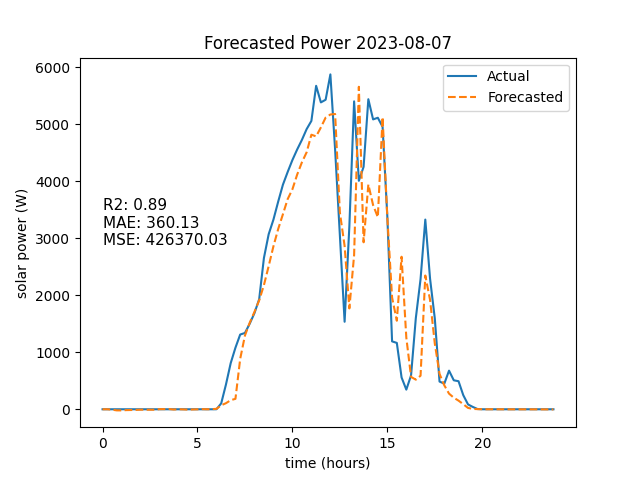 Forecasted Power 2023-08-07
6000
5000
4000
3000
2000
1000
0
solar power (W)
Actual
Forecasted
R2: 0.89
MAE: 360.13
MSE: 426370.03
0 5 10 15 20
time (hours)